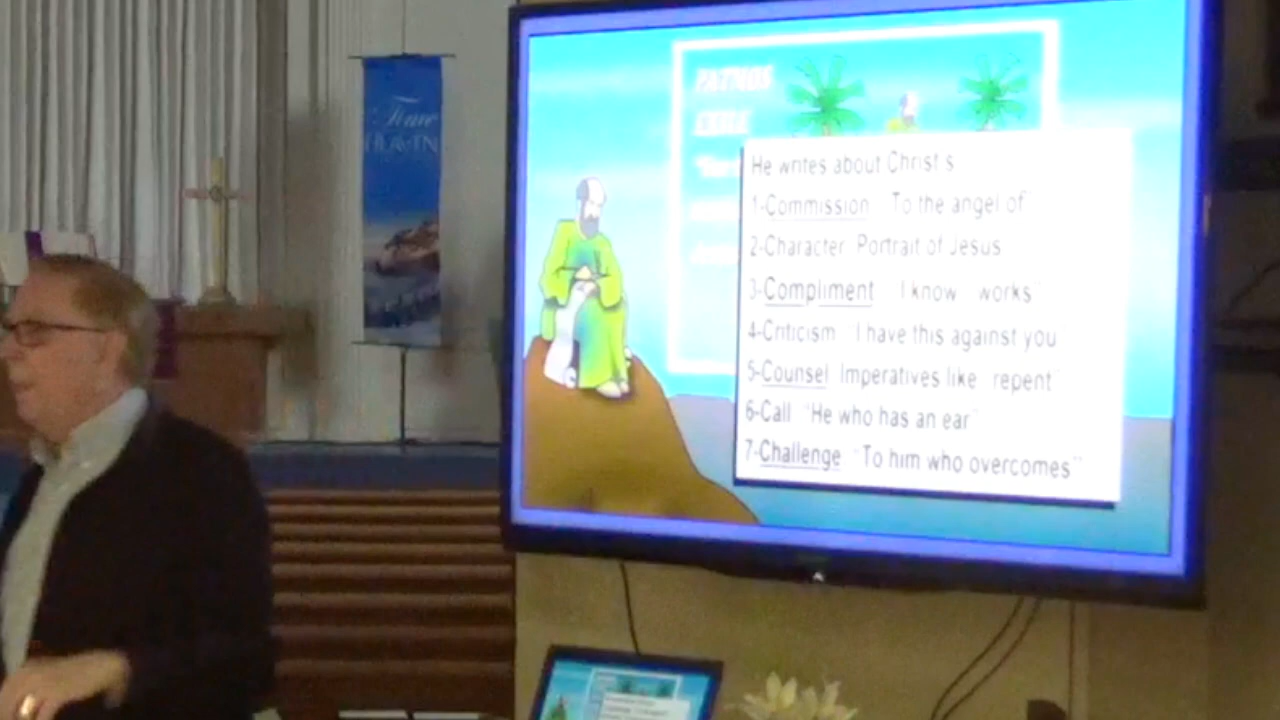 Time
HEAVEN
PATMOS
He writes about Christ s
1-Commission To the angel of
2-Character Portrait of Jesus
3-Compliment I know works
4-Criticism "I have this against you
5-Counsel Imperatives like repent"
6-Call "He who has an ear"
7-Challenge "To him who overcomes"